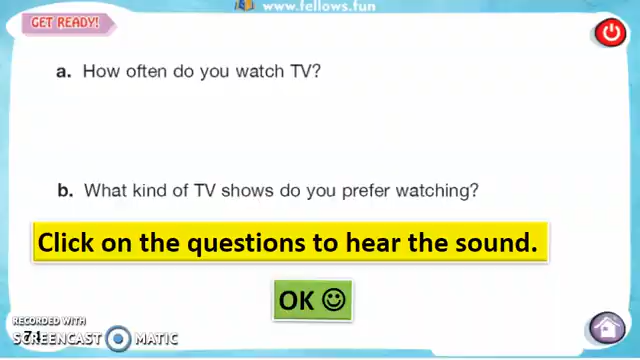 www.fellows.fun
GET READY!
a. How often do you watch TV?
b. What kind of TV shows do you prefer watching?
Click on the questions to hear the sound.
OK ☺
RECORDED WITH
SCREENCAST MATIC